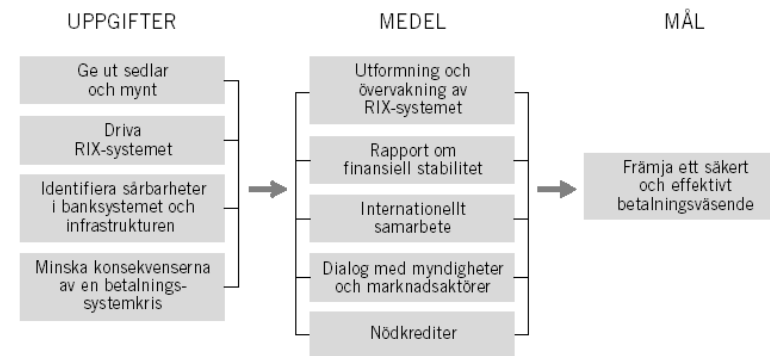 UPPGIFTER
Ge ut sedlar
och mynt
Driva
RIX-systemet
Identifiera sårbarheter
i banksystemet och
infrastrukturen
Minska konsekvenserna
av en betalnings-
systemkris
MEDEL
Utformning och
övervakning av
RIX-systemet
Rapport om
finansiell stabilitet
Internationellt
samarbete
Dialog med myndigheter
och marknadsaktörer
Nödkrediter
MÅL
Främja ett säkert
och effektivt
betalningsväsende